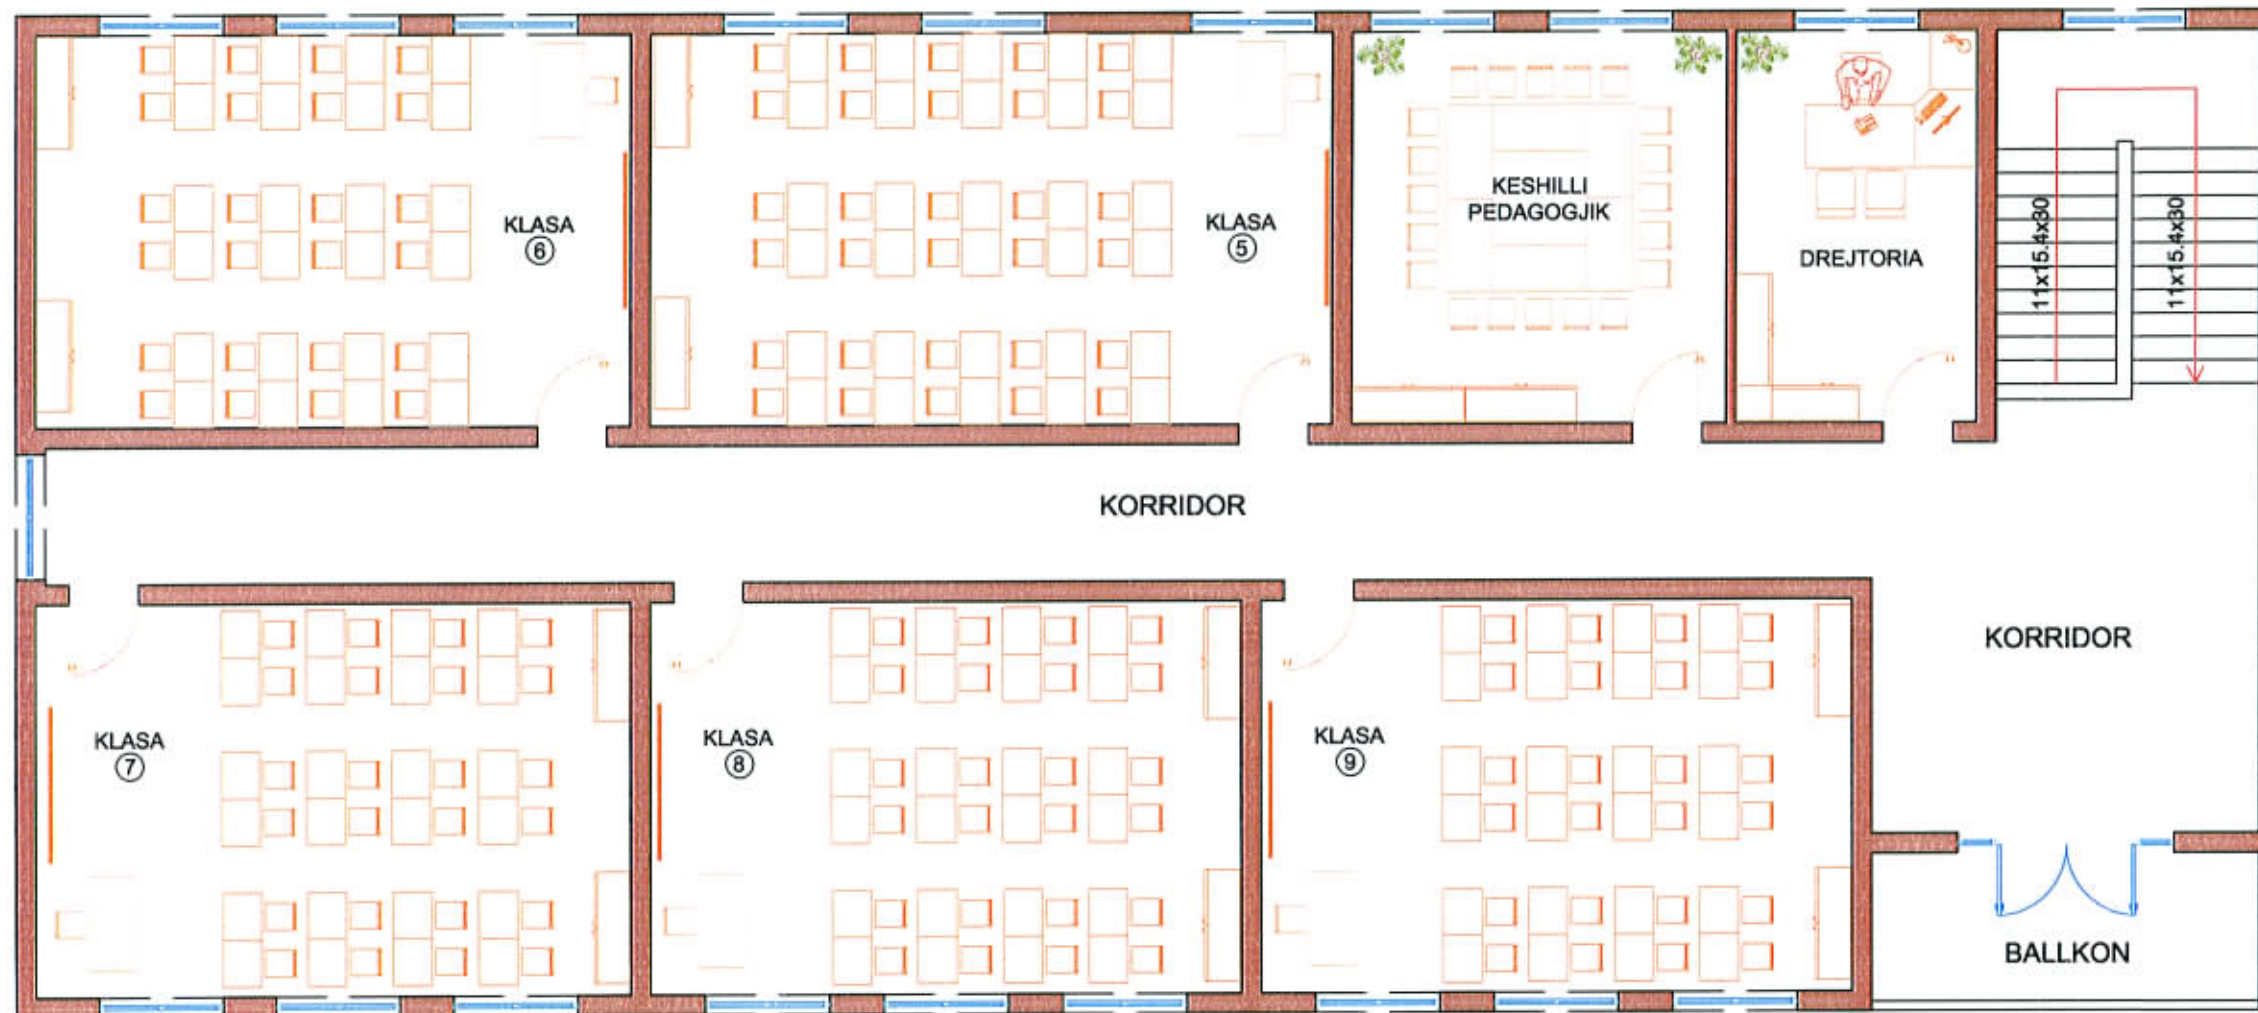 KLASA
6
KLASA
5
KESHILLI
PEDAGOGJIK
DREJTORIA
11x15.4x30
11x15.4x30
KORRIDOR
KORRIDOR
KLASA
7
KLASA
8
KLASA
9
BALLKON